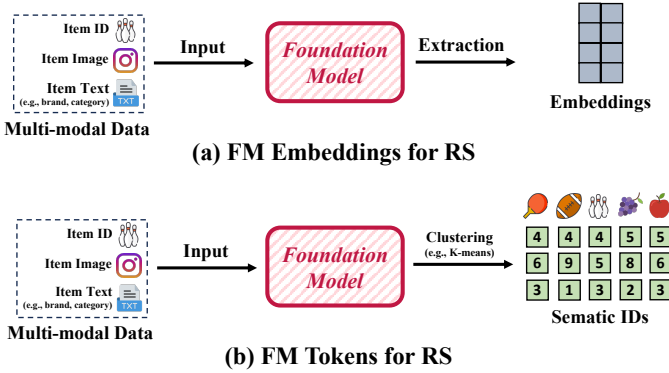 Item ID
Item Image
Item Text
(e.g., brand, category)
TXT
Multi-modal Data
Input
Foundation
Model
Extraction
Embeddings
(a) FM Embeddings for RS
Item ID
Item Image
Item Text
(e.g., brand, category)
TXT
Multi-modal Data
Input
Foundation
Model
Clustering
(e.g., K-means)
4 4 4 5 5
6 9 5 8 6
3 1 3 2 3
Sematic IDs
(b) FM Tokens for RS